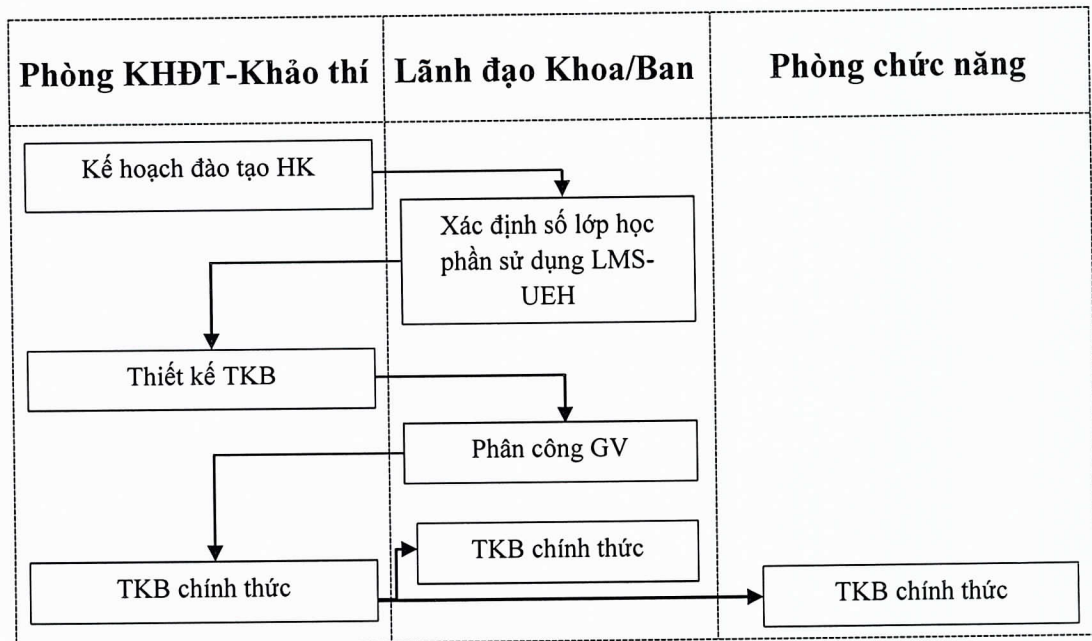 Phòng KHĐT-Khảo thí
Lãnh đạo Khoa/Ban
Phòng chức năng
Kế hoạch đào tạo HK
Xác định số lớp học
phần sử dụng LMS-
UEH
Thiết kế TKB
Phân công GV
TKB chính thức
TKB chính thức
TKB chính thức